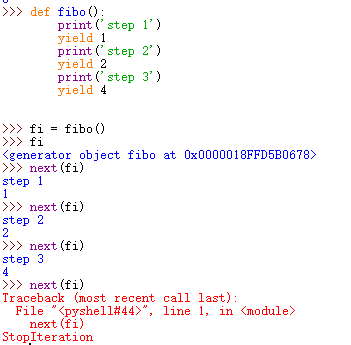 >>> def fibo():
        print('step 1')
        yield 1
        print('step 2')
        yield 2
        print('step 3')
        yield 4
>>> fi = fibo()
>>> fi
<generator object fibo at 0x0000018FFD5B0678>
>>> next(fi)
step 1
1
>>> next(fi)
step 2
2
>>> next(fi)
step 3
4
>>> next(fi)
Traceback (most recent call last):
  File "<pyshell#44>", line 1, in <module>
    next(fi)
StopIteration